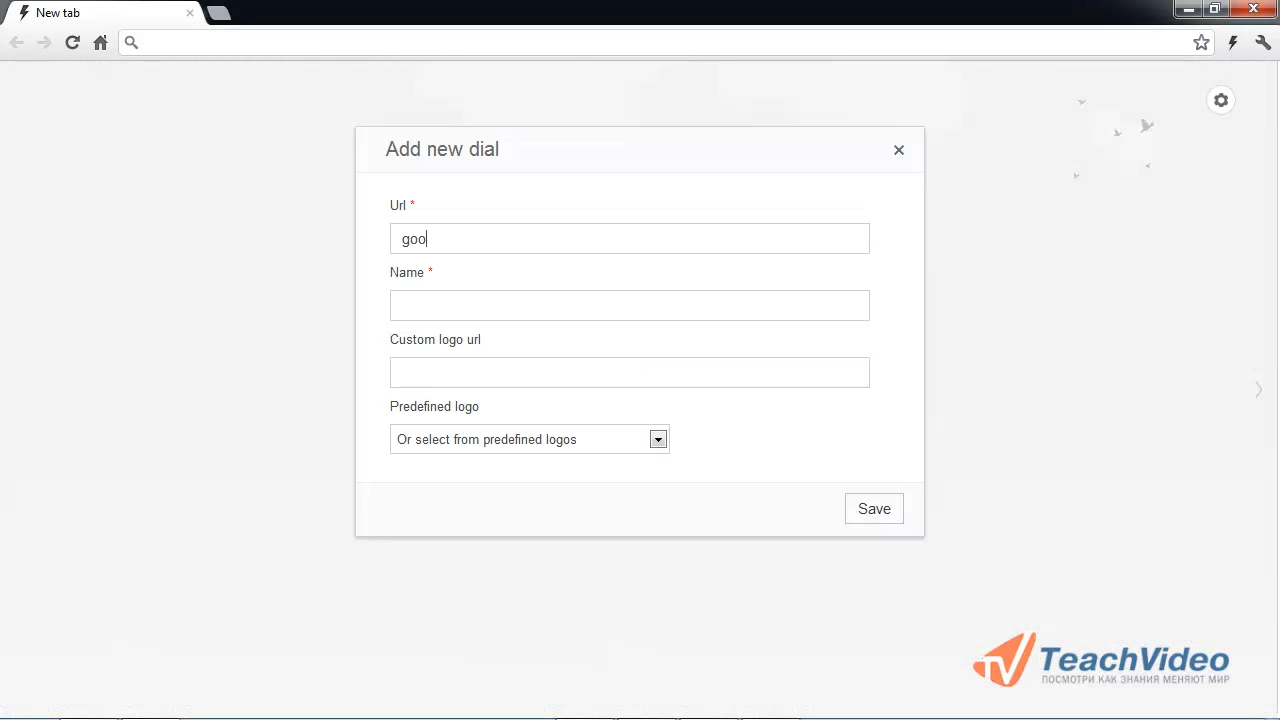 New tab
Add new dial
Url *
goo
Name *
Custom logo url
Predefined logo
Or select from predefined logos
Save
TV TeachVideo
ПОСМОТРИ КАК ЗНАНИЯ МЕНЯЮТ МИР